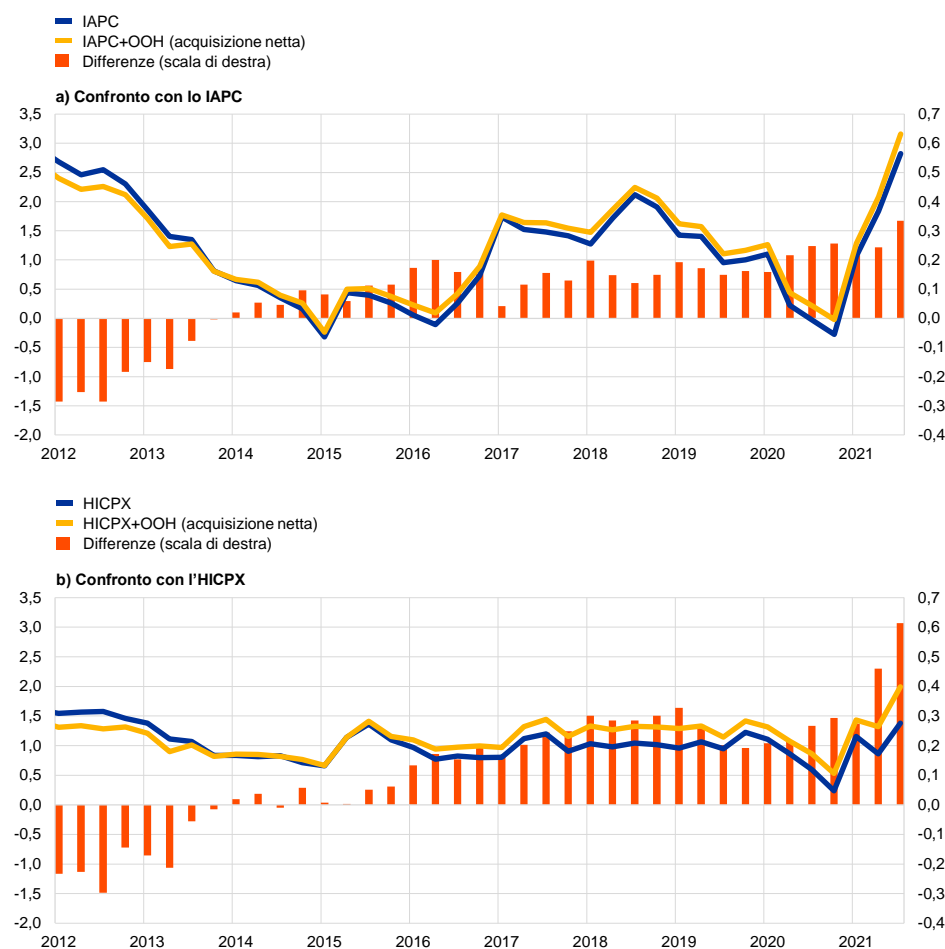 IAPC
IAPC+OOH (acquisizione netta)
Differenze (scala di destra)
a) Confronto con lo IAPC
3,5 0,7
3,0 0,6
2,5 0,5
2,0 0,4
1,5 0,3
1,0 0,2
0,5 0,1
0,0 0,0
-0,5 -0,1
-1,0 -0,2
-1,5 -0,3
-2,0 -0,4
2012 2013 2014 2015 2016 2017 2018 2019 2020 2021
HICPX
HICPX+OOH (acquisizione netta)
Differenze (scala di destra)
b) Confronto con l’HICPX
3,5 0,7
3,0 0,6
2,5 0,5
2,0 0,4
1,5 0,3
1,0 0,2
0,5 0,1
0,0 0,0
-0,5 -0,1
-1,0 -0,2
-1,5 -0,3
-2,0 -0,4
2012 2013 2014 2015 2016 2017 2018 2019 2020 2021